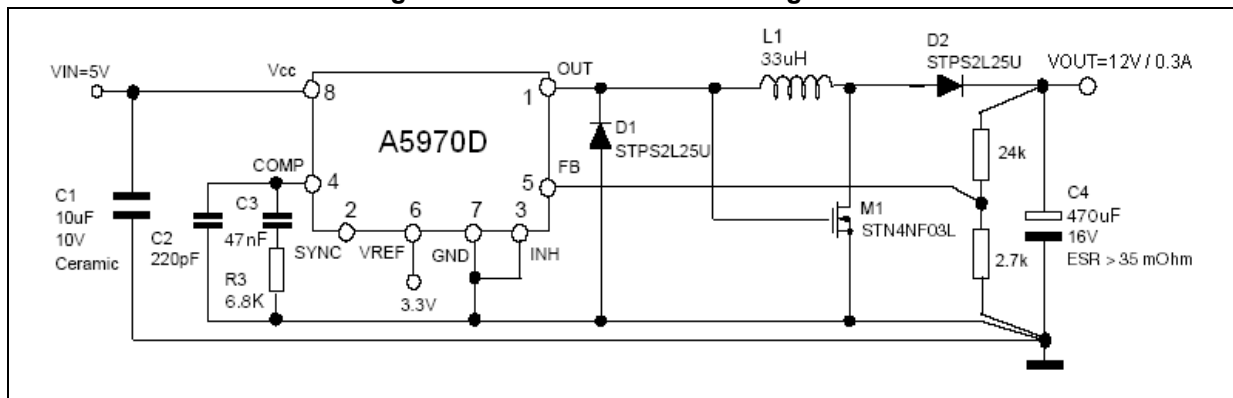 VIN=5V
Vcc
8
OUT
1
A5970D
COMP
4
FB
5
2
6
7
3
SYNC
VREF
GND
INH
3.3V
C1
10uF
10V
Ceramic
C2
220pF
C3
47nF
R3
6.8K
D1
STPS2L25U
L1
33uH
D2
STPS2L25U
VOUT=12V / 0.3A
M1
STN4NF03L
24k
2.7k
C4
470uF
16V
ESR > 35 mOhm